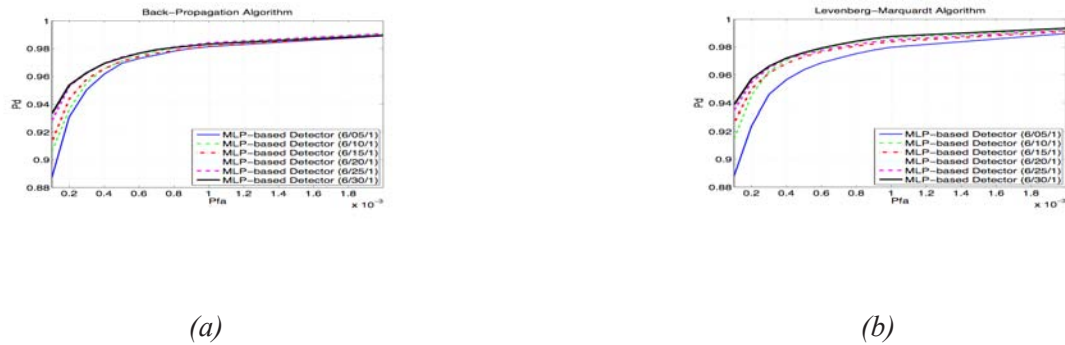 Back-Propagation Algorithm
1
0.98
0.96
0.94
0.92
0.9
0.88
Pd
MLP-based Detector (6/05/1)
MLP-based Detector (6/10/1)
MLP-based Detector (6/15/1)
MLP-based Detector (6/20/1)
MLP-based Detector (6/25/1)
MLP-based Detector (6/30/1)
0.2 0.4 0.6 0.8 1 1.2 1.4 1.6 1.8
Pfa
x 10⁻³
(a)
Levenberg-Marquardt Algorithm
1
0.98
0.96
0.94
0.92
0.9
0.88
Pd
MLP-based Detector (6/05/1)
MLP-based Detector (6/10/1)
MLP-based Detector (6/15/1)
MLP-based Detector (6/20/1)
MLP-based Detector (6/25/1)
MLP-based Detector (6/30/1)
0.2 0.4 0.6 0.8 1 1.2 1.4 1.6 1.8
Pfa
x 10⁻³
(b)